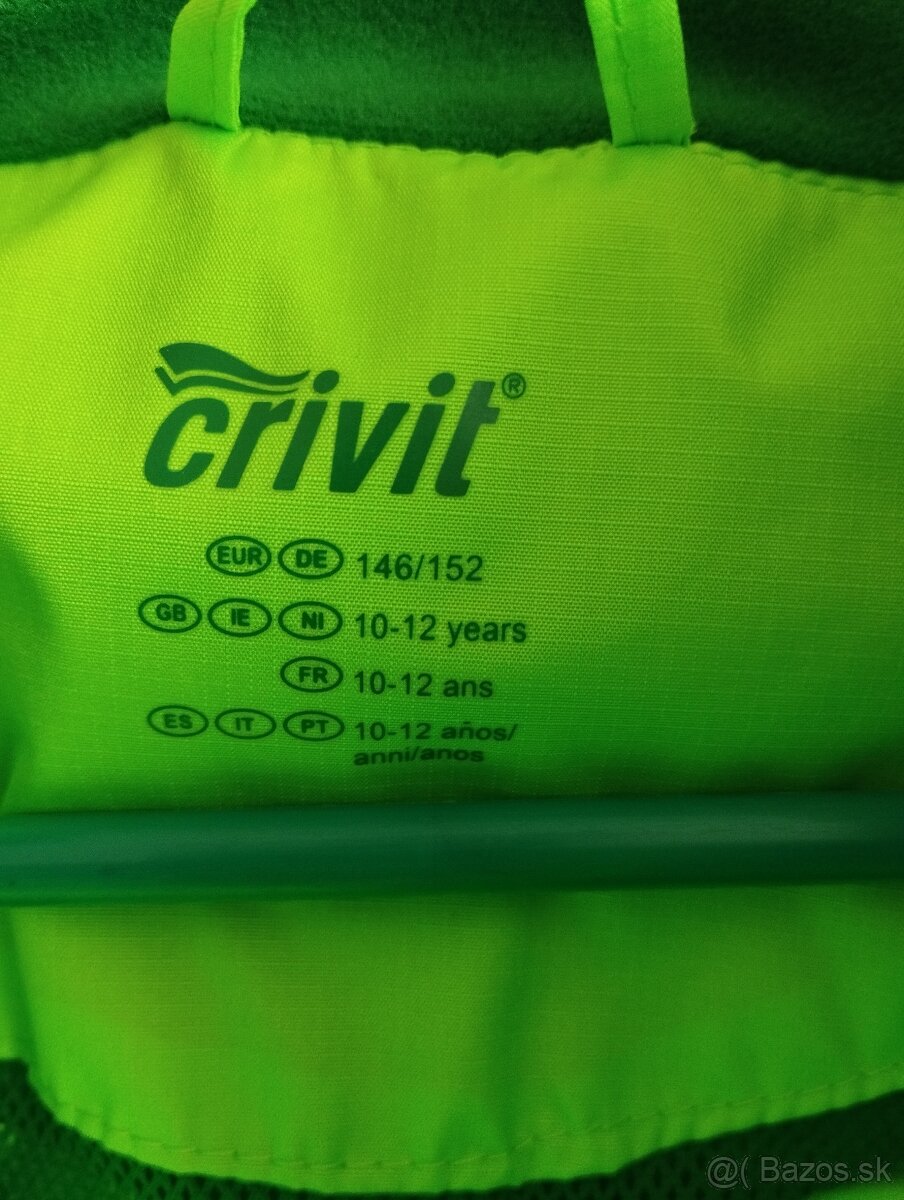 crivit®
EUR DE 146/152
GB IE NI 10-12 years
FR 10-12 ans
ES IT PT 10-12 años/
anni/anos
@( Bazos.sk